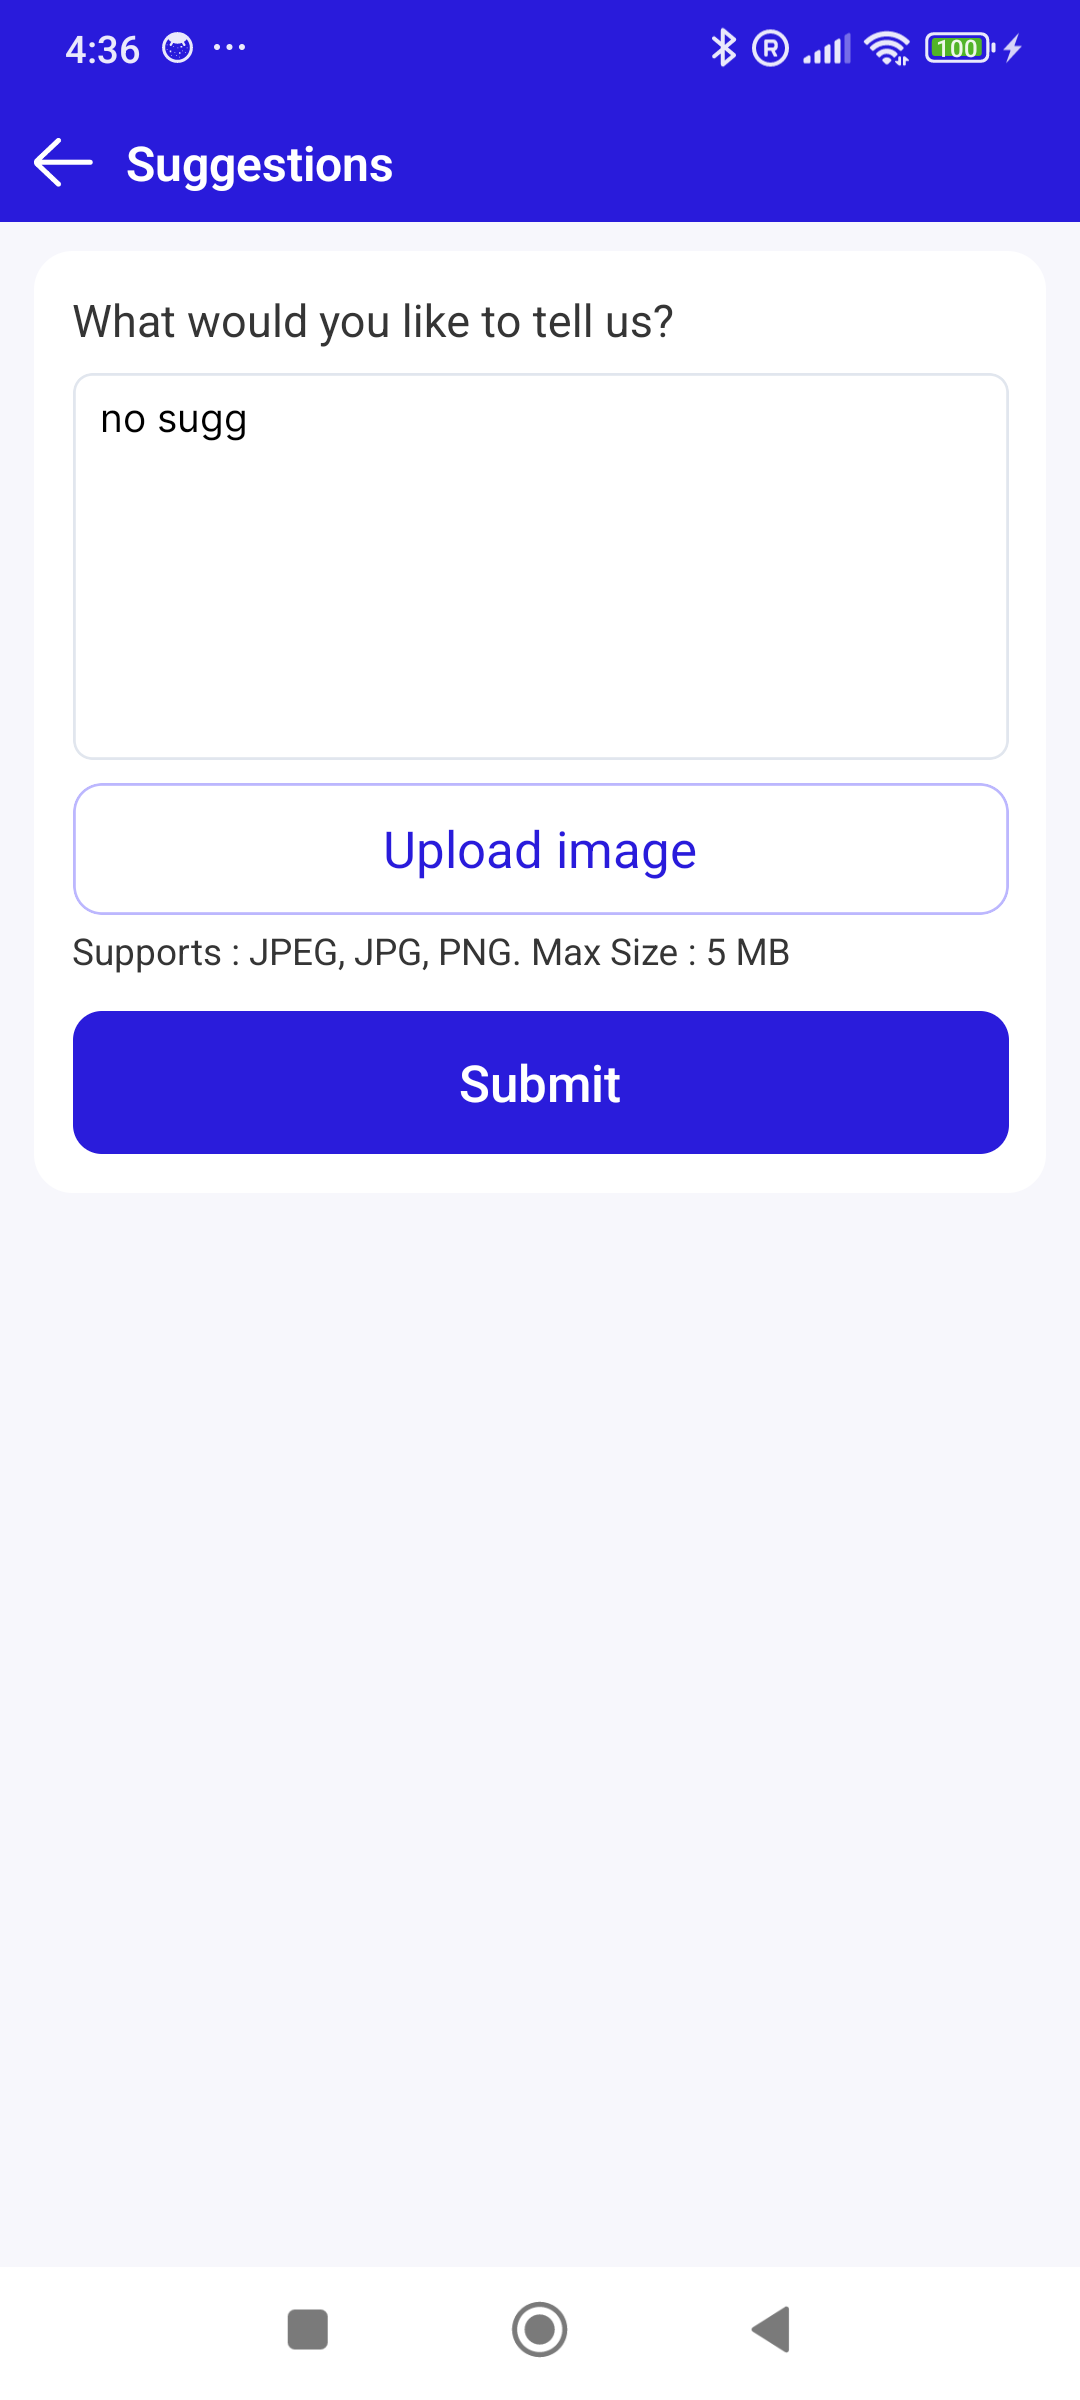 4:36
100
Suggestions
What would you like to tell us?
no sugg
Upload image
Supports : JPEG, JPG, PNG. Max Size : 5 MB
Submit